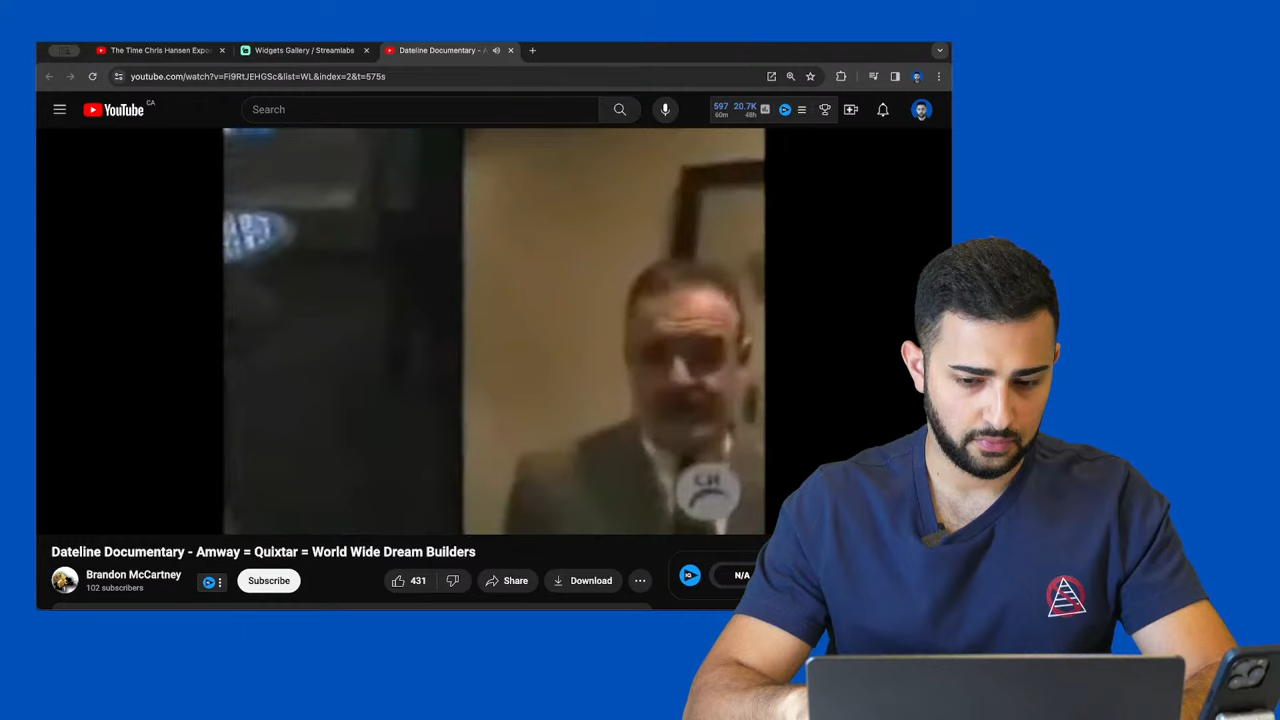 The Time Chris Hansen Expo
Widgets Gallery / Streamlabs
Dateline Documentary - A
youtube.com/watch?v=Fi9RtJEHGSc&list=WL&index=2&t=575s
YouTube CA
Search
597 20.7K
60m 48h
Dateline Documentary - Amway = Quixtar = World Wide Dream Builders
Brandon McCartney
102 subscribers
Subscribe
431
Share
Download
IQ
N/A